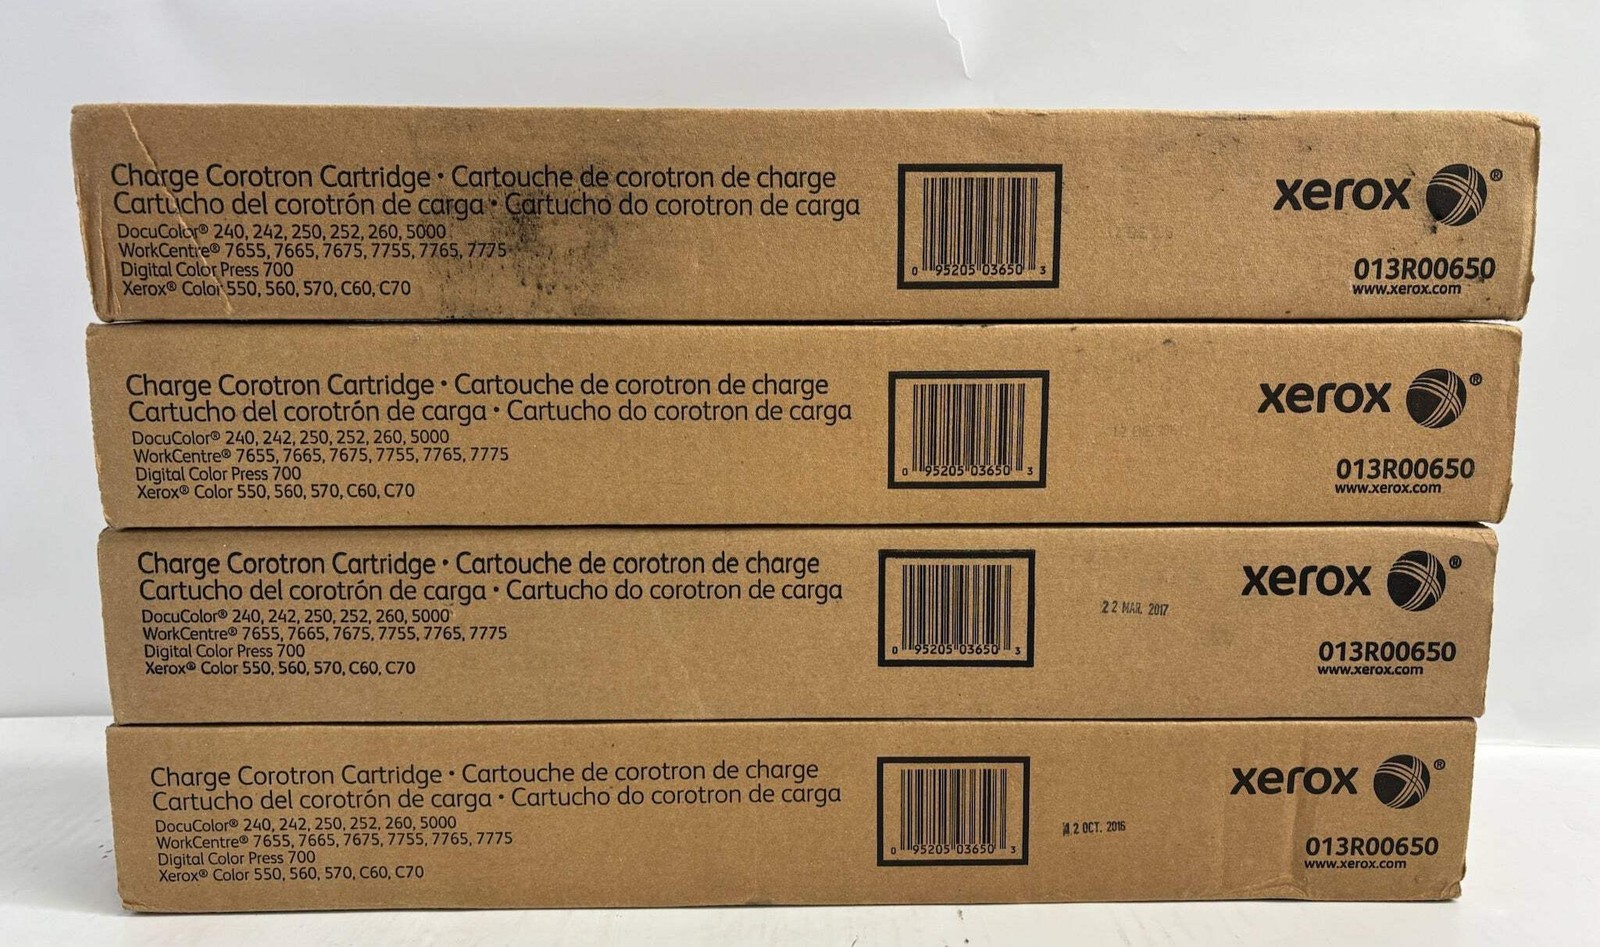 Charge Corotron Cartridge • Cartouche de corotron de charge
Cartucho del corotrón de carga • Cartucho do corotron de carga
DocuColor® 240, 242, 250, 252, 260, 5000
WorkCentre® 7655, 7665, 7675, 7755, 7765, 7775
Digital Color Press 700
Xerox® Color 550, 560, 570, C60, C70
0 95205 03650 3
xerox ®
013R00650
www.xerox.com
Charge Corotron Cartridge • Cartouche de corotron de charge
Cartucho del corotrón de carga • Cartucho do corotron de carga
DocuColor® 240, 242, 250, 252, 260, 5000
WorkCentre® 7655, 7665, 7675, 7755, 7765, 7775
Digital Color Press 700
Xerox® Color 550, 560, 570, C60, C70
0 95205 03650 3
xerox ®
013R00650
www.xerox.com
Charge Corotron Cartridge • Cartouche de corotron de charge
Cartucho del corotrón de carga • Cartucho do corotron de carga
DocuColor® 240, 242, 250, 252, 260, 5000
WorkCentre® 7655, 7665, 7675, 7755, 7765, 7775
Digital Color Press 700
Xerox® Color 550, 560, 570, C60, C70
0 95205 03650 3
22 MAR. 2017
xerox ®
013R00650
www.xerox.com
Charge Corotron Cartridge • Cartouche de corotron de charge
Cartucho del corotrón de carga • Cartucho do corotron de carga
DocuColor® 240, 242, 250, 252, 260, 5000
WorkCentre® 7655, 7665, 7675, 7755, 7765, 7775
Digital Color Press 700
Xerox® Color 550, 560, 570, C60, C70
0 95205 03650 3
OCT. 2016
xerox ®
013R00650
www.xerox.com